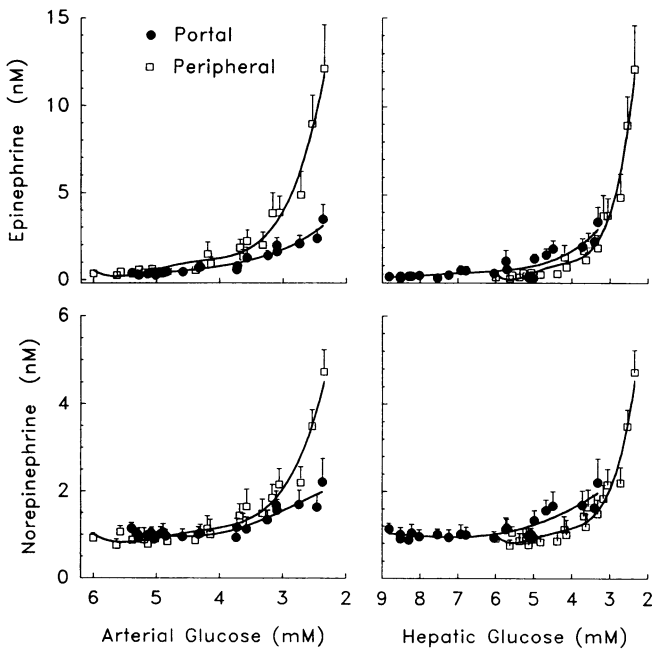 15
10
5
0
Epinephrine (nM)
Portal
Peripheral
6
4
2
0
Norepinephrine (nM)
6 5 4 3 2
9 8 7 6 5 4 3 2
Arterial Glucose (mM)
Hepatic Glucose (mM)